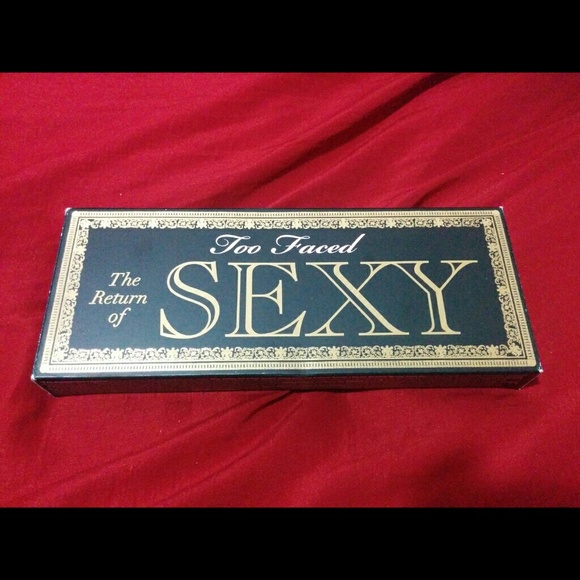 Too Faced
The
Return
of
SEXY